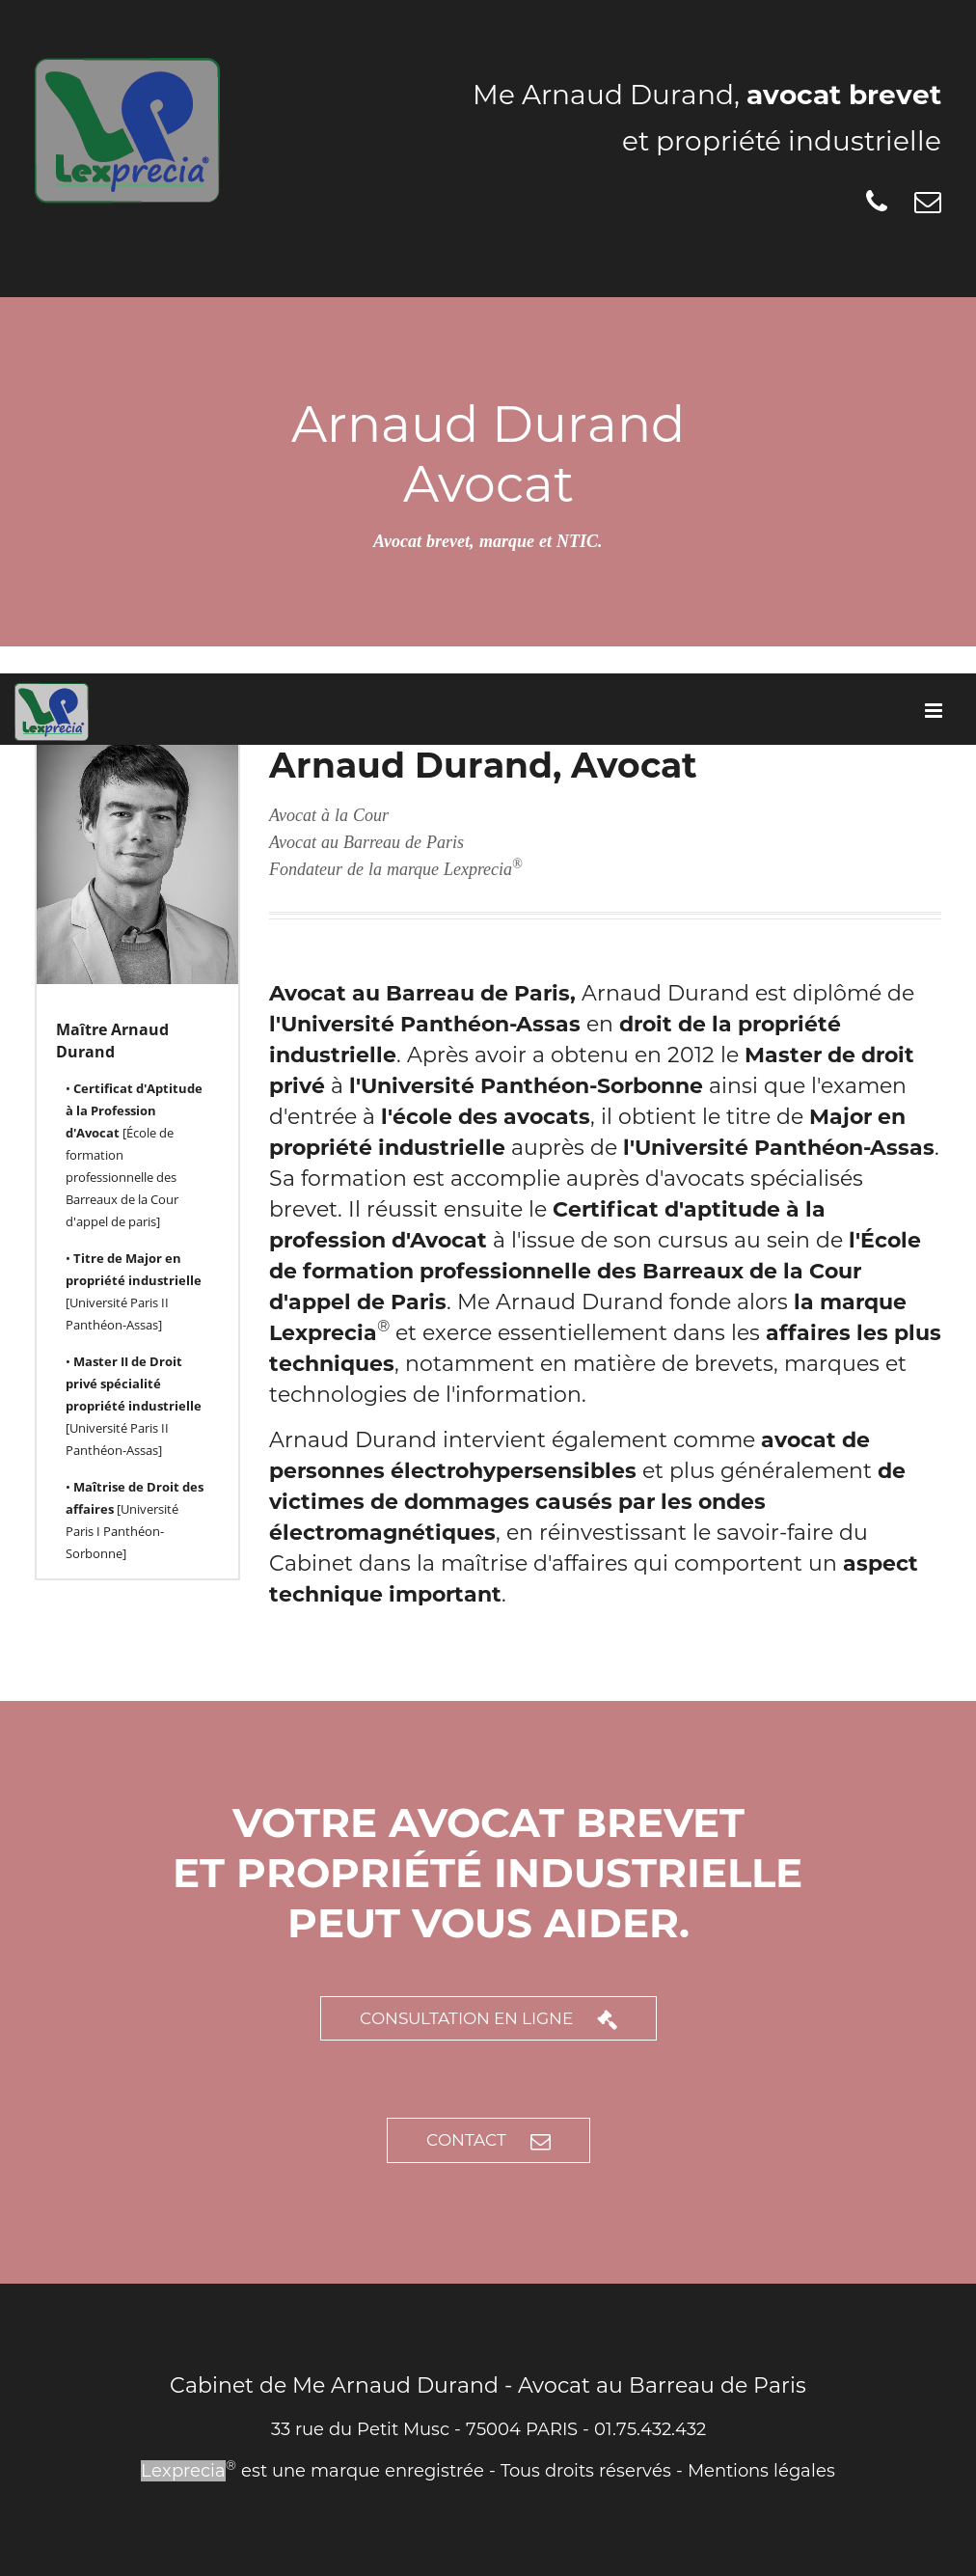 LP
Lexprecia®
Me Arnaud Durand, avocat brevet
et propriété industrielle
Arnaud Durand
Avocat
Avocat brevet, marque et NTIC.
LP
Lexprecia®
Arnaud Durand, Avocat
Avocat à la Cour
Avocat au Barreau de Paris
Fondateur de la marque Lexprecia®
Maître Arnaud
Durand
• Certificat d'Aptitude
à la Profession
d'Avocat [École de
formation
professionnelle des
Barreaux de la Cour
d'appel de paris]
• Titre de Major en
propriété industrielle
[Université Paris II
Panthéon-Assas]
• Master II de Droit
privé spécialité
propriété industrielle
[Université Paris II
Panthéon-Assas]
• Maîtrise de Droit des
affaires [Université
Paris I Panthéon-
Sorbonne]
Avocat au Barreau de Paris, Arnaud Durand est diplômé de
l'Université Panthéon-Assas en droit de la propriété
industrielle. Après avoir a obtenu en 2012 le Master de droit
privé à l'Université Panthéon-Sorbonne ainsi que l'examen
d'entrée à l'école des avocats, il obtient le titre de Major en
propriété industrielle auprès de l'Université Panthéon-Assas.
Sa formation est accomplie auprès d'avocats spécialisés
brevet. Il réussit ensuite le Certificat d'aptitude à la
profession d'Avocat à l'issue de son cursus au sein de l'École
de formation professionnelle des Barreaux de la Cour
d'appel de Paris. Me Arnaud Durand fonde alors la marque
Lexprecia® et exerce essentiellement dans les affaires les plus
techniques, notamment en matière de brevets, marques et
technologies de l'information.
Arnaud Durand intervient également comme avocat de
personnes électrohypersensibles et plus généralement de
victimes de dommages causés par les ondes
électromagnétiques, en réinvestissant le savoir-faire du
Cabinet dans la maîtrise d'affaires qui comportent un aspect
technique important.
VOTRE AVOCAT BREVET
ET PROPRIÉTÉ INDUSTRIELLE
PEUT VOUS AIDER.
CONSULTATION EN LIGNE
CONTACT
Cabinet de Me Arnaud Durand - Avocat au Barreau de Paris
33 rue du Petit Musc - 75004 PARIS - 01.75.432.432
Lexprecia® est une marque enregistrée - Tous droits réservés - Mentions légales